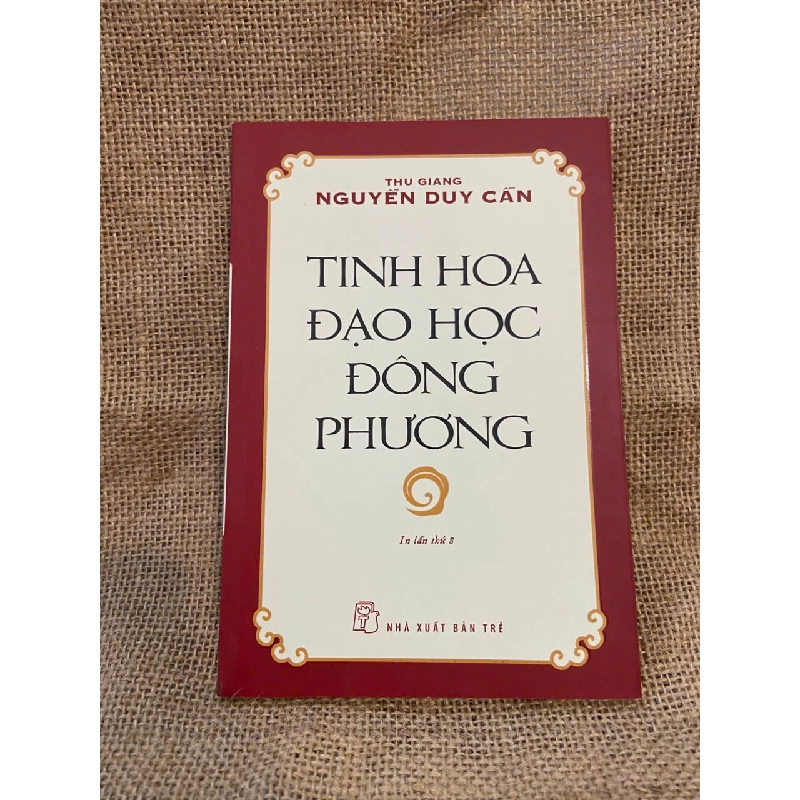 THU GIANG
NGUYỄN DUY CẦN
TINH HOA
ĐẠO HỌC
ĐÔNG
PHƯƠNG
In lần thứ 8
NHÀ XUẤT BẢN TRẺ